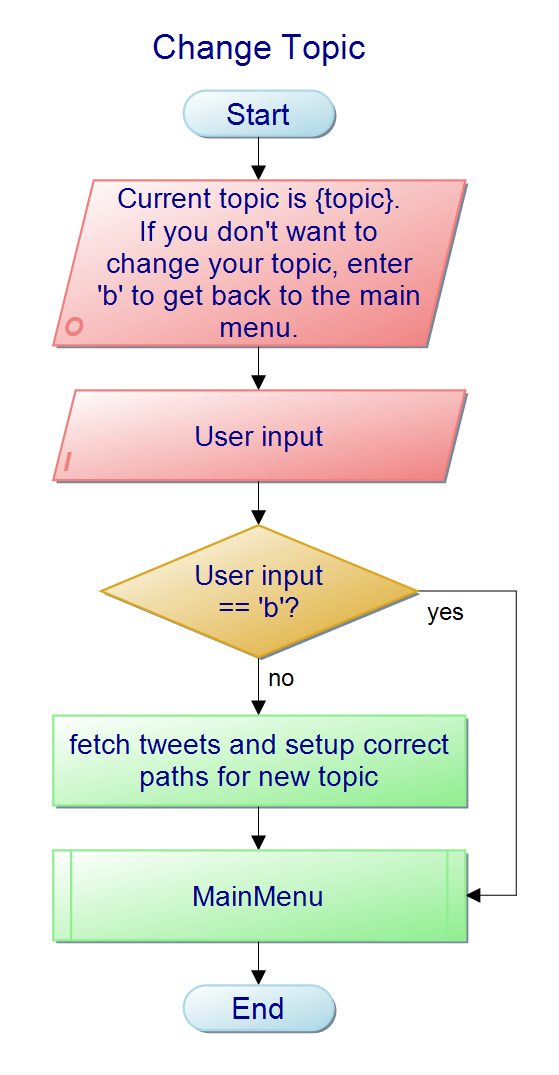 Change Topic
Start
Current topic is {topic}.
If you don't want to
change your topic, enter
'b' to get back to the main
menu.
O
User input
I
User input
== 'b'?
yes
no
fetch tweets and setup correct
paths for new topic
MainMenu
End